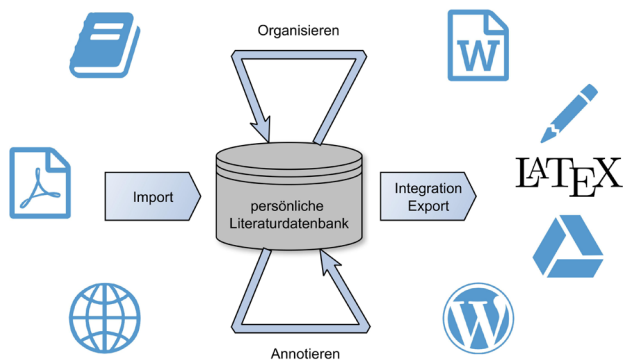 Organisieren
W
LATEX
Import
persönliche
Literaturdatenbank
Integration
Export
W
Annotieren